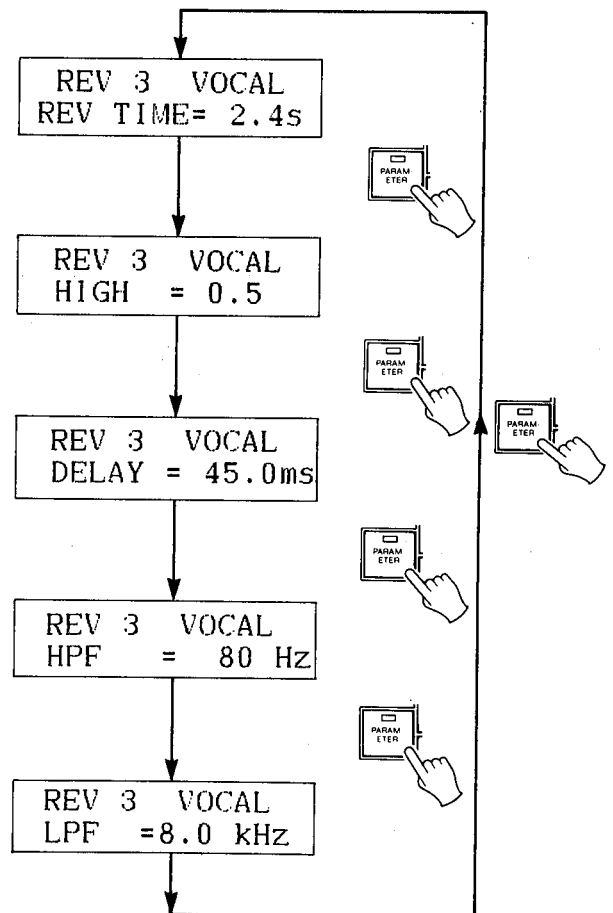 REV 3 VOCAL
REV TIME= 2.4s
PARAM-
ETER
REV 3 VOCAL
HIGH = 0.5
PARAM
ETER
PARAM-
ETER
REV 3 VOCAL
DELAY = 45.0ms
PARAM
ETER
REV 3 VOCAL
HPF = 80 Hz
PARAM
ETER
REV 3 VOCAL
LPF =8.0 kHz